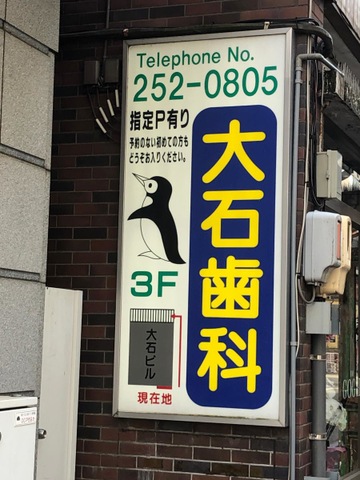 Telephone No.
252-0805
指定P有り
予約のない初めての方も
どうぞお入りください。
大石歯科
3F
大石ビル
現在地